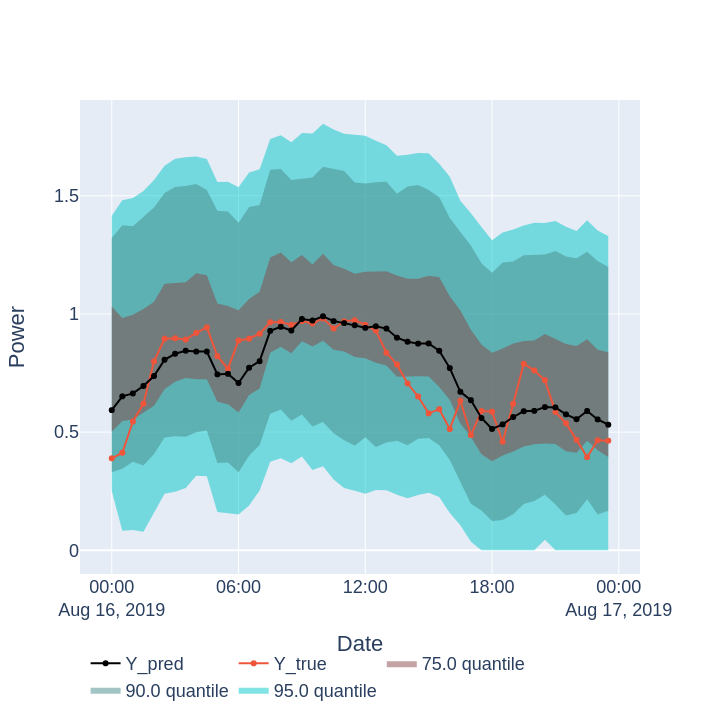 Power
1.5
1
0.5
0
00:00 06:00 12:00 18:00 00:00
Aug 16, 2019 Aug 17, 2019
Date
Y_pred Y_true 75.0 quantile
90.0 quantile 95.0 quantile